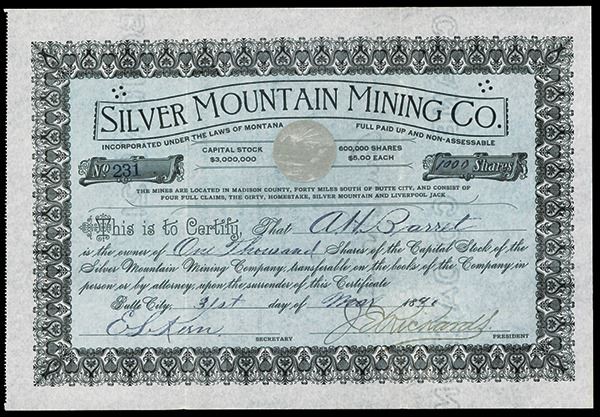 SILVER MOUNTAIN MINING CO.
INCORPORATED UNDER THE LAWS OF MONTANA
FULL PAID UP AND NON-ASSESSABLE
CAPITAL STOCK
$3,000,000
600,000 SHARES
$5.00 EACH
No 231
1000 Shares
THE MINES ARE LOCATED IN MADISON COUNTY, FORTY MILES SOUTH OF BUTTE CITY, AND CONSIST OF
FOUR FULL CLAIMS, THE GIRTY, HOMESTAKE, SILVER MOUNTAIN AND LIVERPOOL JACK
This is to Certify, That AH Barret
is the owner of One Thousand Shares of the Capital Stock of the
Silver Mountain Mining Company, transferable on the books of the Company, in
person or by attorney, upon the surrender of this Certificate
Butte City, 31st day of Mar
E S Kern
SECRETARY
Richards
PRESIDENT